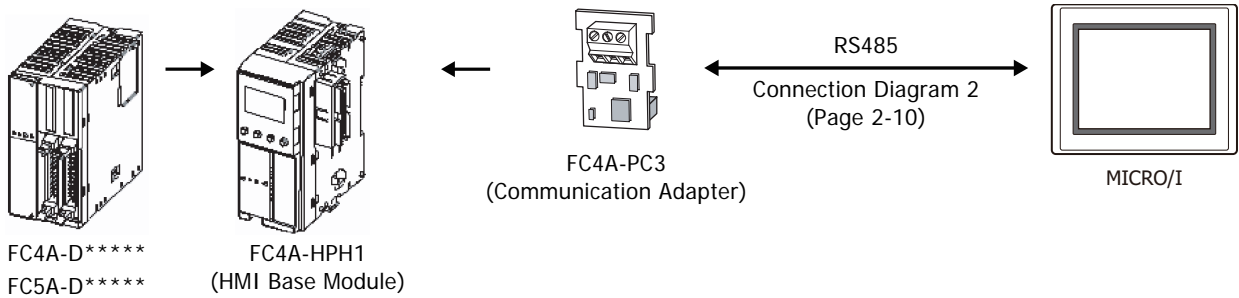 RS485
Connection Diagram 2
(Page 2-10)
FC4A-PC3
(Communication Adapter)
MICRO/I
FC4A-D*****
FC5A-D*****
FC4A-HPH1
(HMI Base Module)